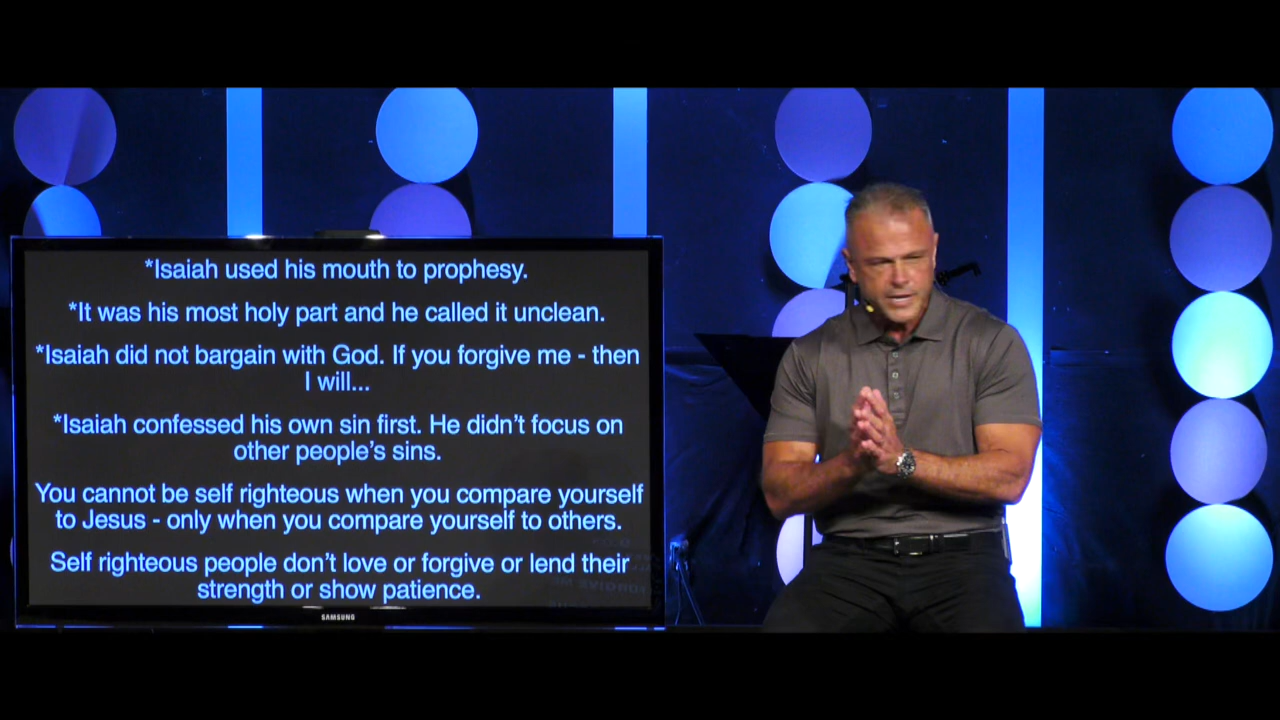 *Isaiah used his mouth to prophesy.
*It was his most holy part and he called it unclean.
*Isaiah did not bargain with God. If you forgive me - then
I will...
*Isaiah confessed his own sin first. He didn't focus on
other people's sins.
You cannot be self righteous when you compare yourself
to Jesus - only when you compare yourself to others.
Self righteous people don't love or forgive or lend their
strength or show patience.
SAMSUNG